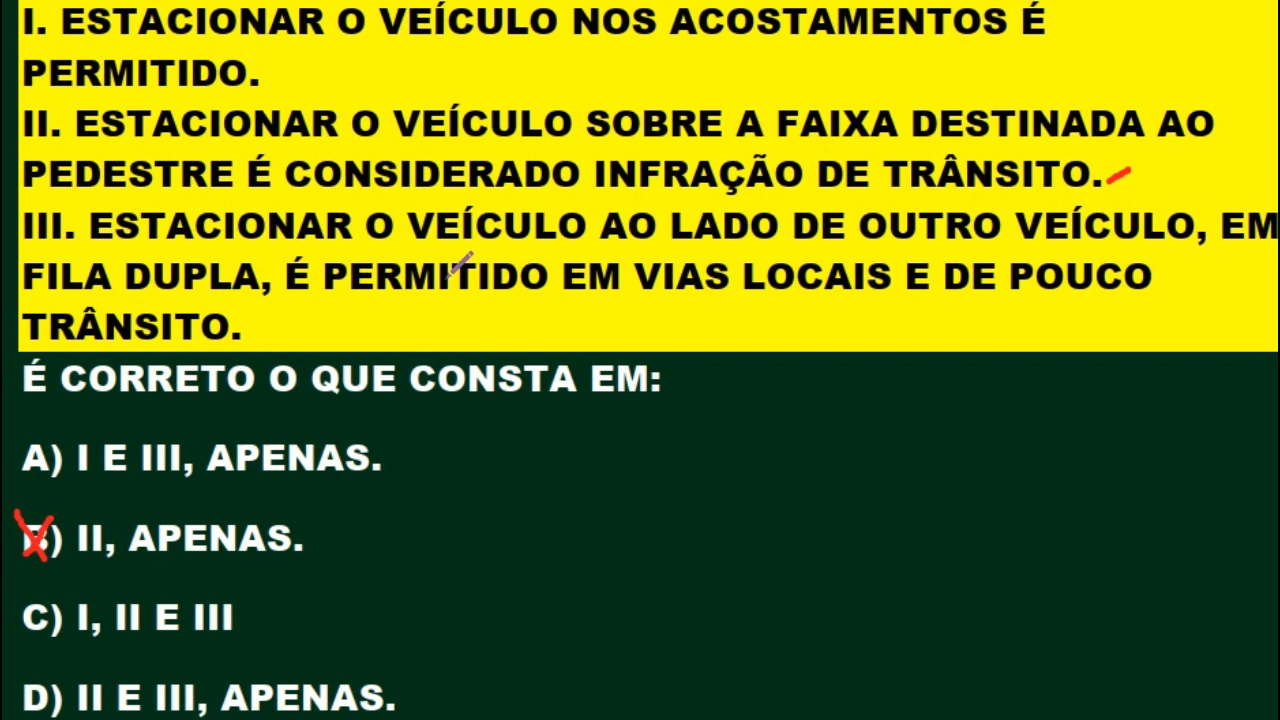 I. ESTACIONAR O VEÍCULO NOS ACOSTAMENTOS É
PERMITIDO.
II. ESTACIONAR O VEÍCULO SOBRE A FAIXA DESTINADA AO
PEDESTRE É CONSIDERADO INFRAÇÃO DE TRÂNSITO.
III. ESTACIONAR O VEÍCULO AO LADO DE OUTRO VEÍCULO, EM
FILA DUPLA, É PERMITIDO EM VIAS LOCAIS E DE POUCO
TRÂNSITO.
É CORRETO O QUE CONSTA EM:
A) I E III, APENAS.
B) II, APENAS.
C) I, II E III
D) II E III, APENAS.